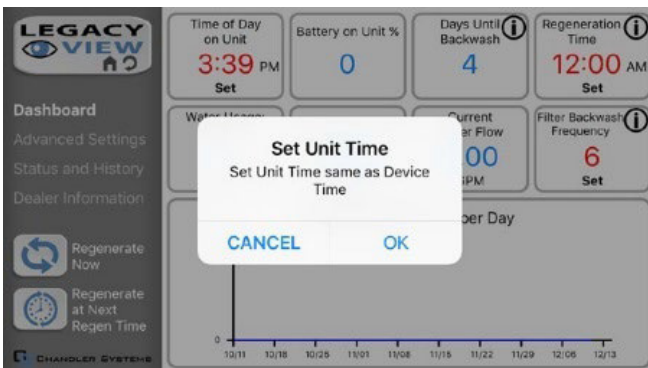 LEGACY
VIEW
Dashboard
Advanced Settings
Status and History
Dealer Information
Regenerate
Now
Regenerate
at Next
Regen Time
CHANDLER SYSTEMS
Time of Day
on Unit
3:39 PM
Set
Battery on Unit %
0
Days Until
Backwash
4
Regeneration
Time
12:00 AM
Set
Water Usage
Current
Flow
00
GPM
Filter Backwash
Frequency
6
Set
Set Unit Time
Set Unit Time same as Device
Time
CANCEL
OK
per Day
0
10/11 10/18 10/25 11/01 11/08 11/15 11/22 11/29 12/06 12/13